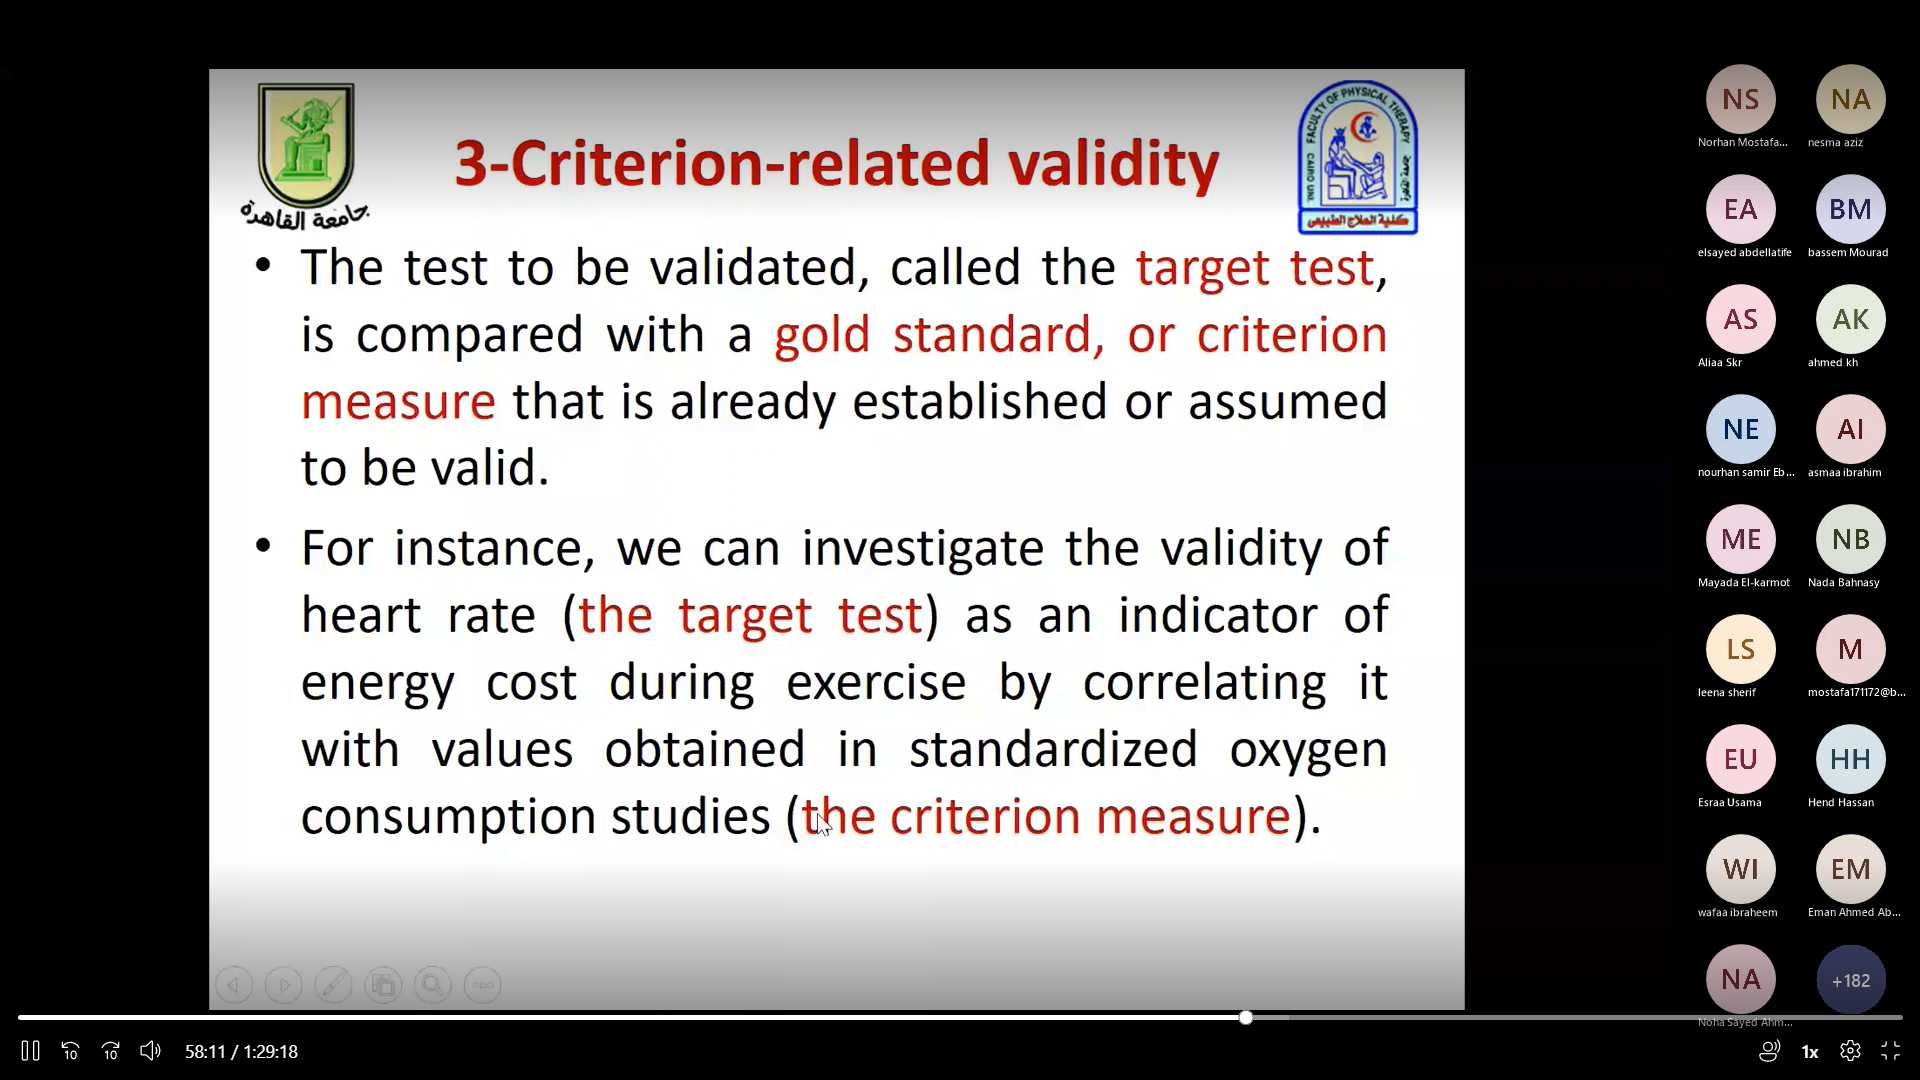 3-Criterion-related validity
جامعة القاهرة
FACULTY OF PHYSICAL THERAPY
CAIRO UNI.
جامعة القاهرة
كلية العلاج الطبيعى
• The test to be validated, called the target test,
is compared with a gold standard, or criterion
measure that is already established or assumed
to be valid.
• For instance, we can investigate the validity of
heart rate (the target test) as an indicator of
energy cost during exercise by correlating it
with values obtained in standardized oxygen
consumption studies (the criterion measure).
NS
NA
Norhan Mostafa...
nesma aziz
EA
BM
elsayed abdellatife
bassem Mourad
AS
AK
Aliaa Skr
ahmed kh
NE
AI
nourhan samir Eb...
asmaa ibrahim
ME
NB
Mayada El-karmot
Nada Bahnasy
LS
M
leena sherif
mostafa171172@b...
EU
HH
Esraa Usama
Hend Hassan
WI
EM
wafaa ibraheem
Eman Ahmed Ab...
NA
+182
Noha Sayed Ahm...
10
10
58:11 / 1:29:18
1x